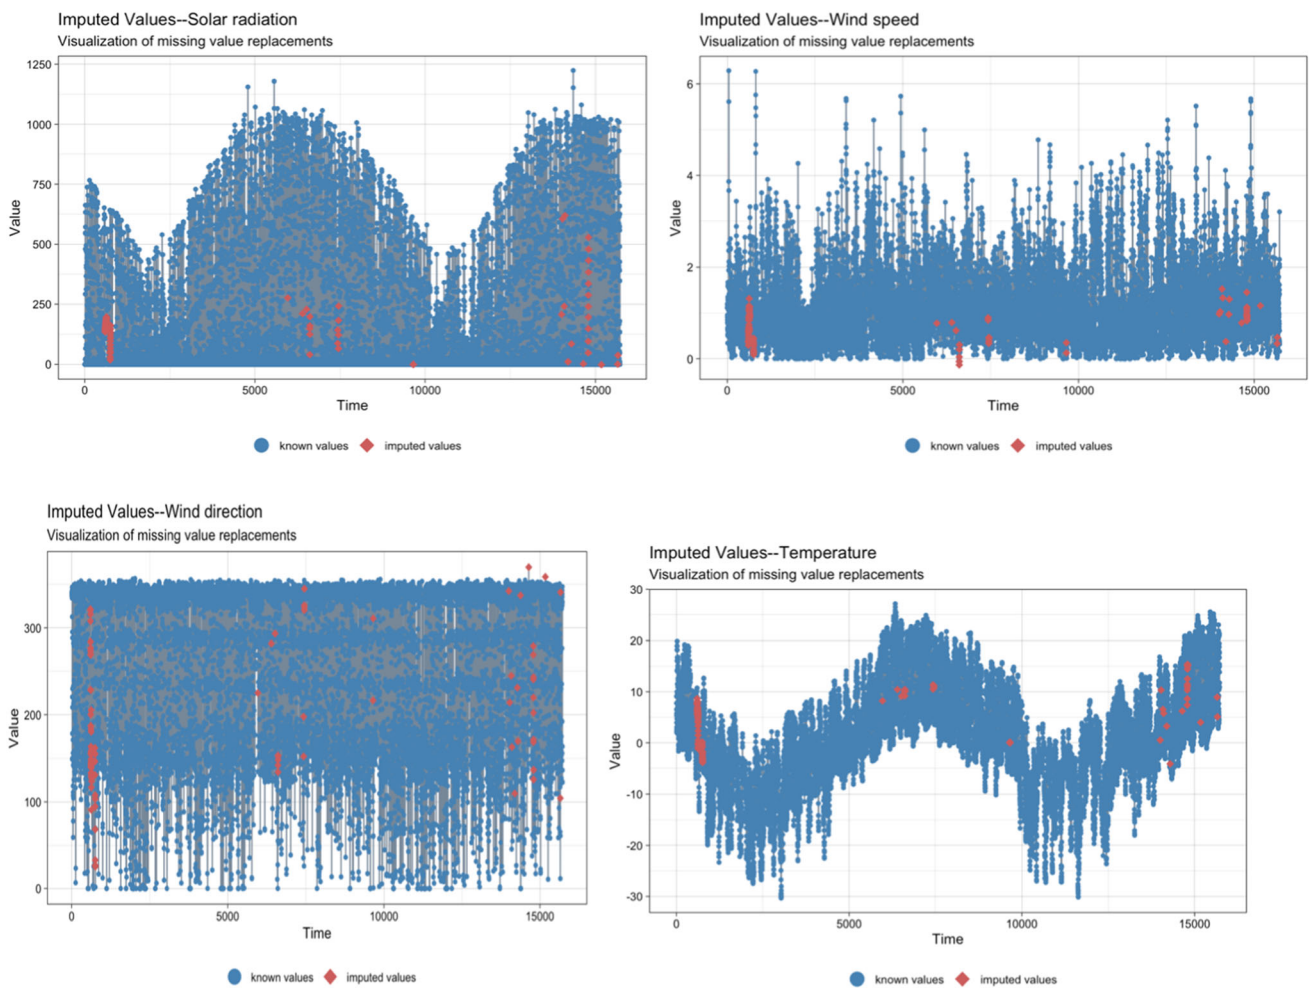 Imputed Values--Solar radiation
Visualization of missing value replacements
1250
1000
750
500
250
0
Value
0 5000 10000 15000
Time
known values imputed values
Imputed Values--Wind speed
Visualization of missing value replacements
6
4
2
0
Value
0 5000 10000 15000
Time
known values imputed values
Imputed Values--Wind direction
Visualization of missing value replacements
300
200
100
0
Value
0 5000 10000 15000
Time
known values imputed values
Imputed Values--Temperature
Visualization of missing value replacements
30
20
10
0
-10
-20
-30
Value
0 5000 10000 15000
Time
known values imputed values